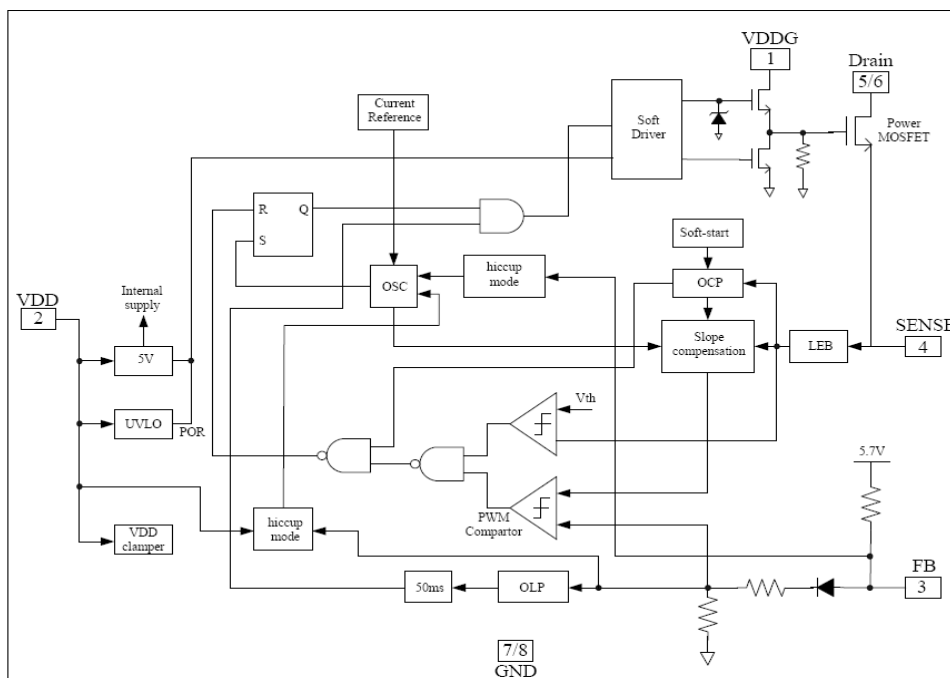 VDDG
1
Drain
5/6
Current
Reference
Soft
Driver
Power
MOSFET
R
Q
S
Soft-start
hiccup
mode
OSC
OCP
Internal
supply
VDD
2
SENSE
4
5V
Slope
compensation
LEB
Vth
UVLO
POR
5.7V
hiccup
mode
PWM
Compartor
VDD
clamper
FB
3
50ms
OLP
7/8
GND